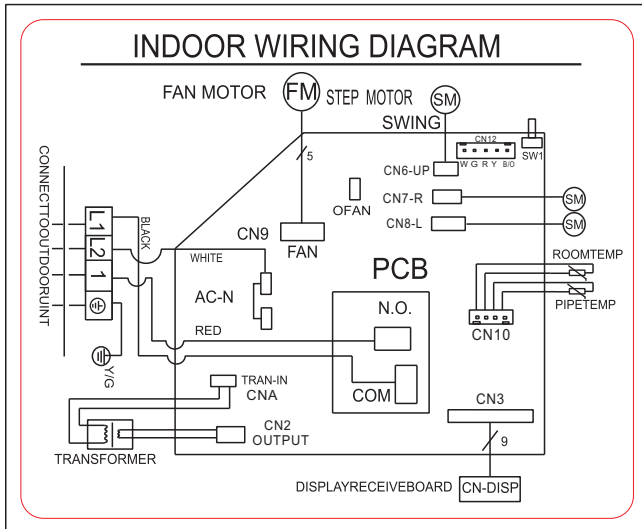 INDOOR WIRING DIAGRAM
FAN MOTOR
FM
STEP MOTOR
SM
SWING
CN12
W G R Y B/O
SW1
5
CN6-UP
CN7-R
SM
CN8-L
SM
OFAN
CN9
FAN
CONNECTTOOUTDOORUINT
L1
L2
1
BLACK
WHITE
AC-N
RED
Y/G
PCB
N.O.
COM
ROOMTEMP
PIPETEMP
CN10
TRAN-IN
CNA
CN2
OUTPUT
TRANSFORMER
CN3
9
DISPLAYRECEIVEBOARD
CN-DISP